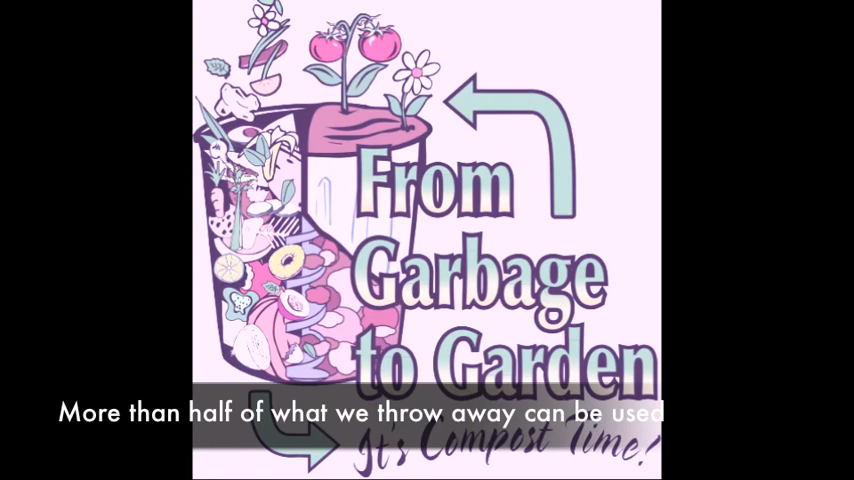 From
Garbage
to Garden
More than half of what we throw away can be used
It's Compost Time!